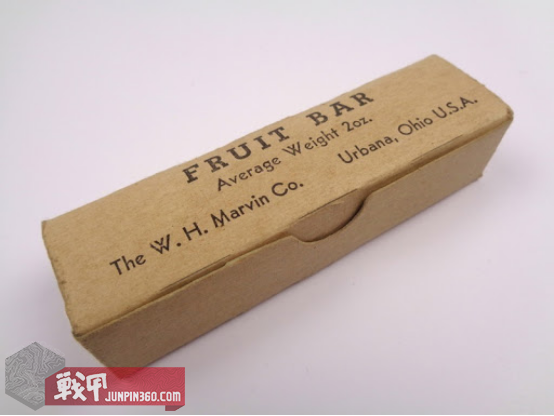 FRUIT BAR
Average Weight 2oz.
The W. H. Marvin Co. Urbana, Ohio U.S.A.
戦甲
JUNPIN360.COM